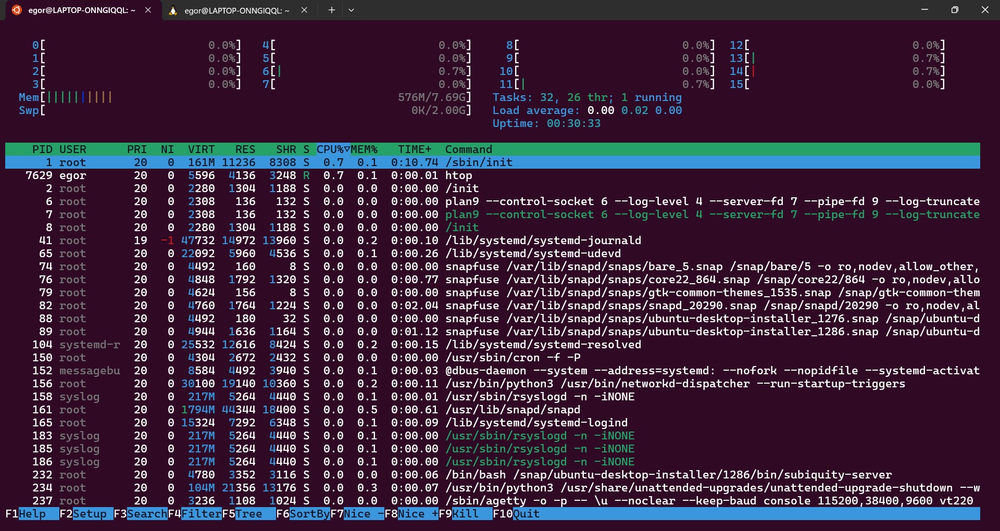 egor@LAPTOP-ONNGIQQL: ~ egor@LAPTOP-ONNGIQQL: ~
0[ 0.0%] 4[ 0.0%] 8[ 0.0%] 12[ 0.0%]
1[ 0.0%] 5[ 0.0%] 9[ 0.0%] 13[| 0.7%]
2[ 0.0%] 6[| 0.7%] 10[ 0.0%] 14[| 0.7%]
3[ 0.0%] 7[ 0.0%] 11[| 0.7%] 15[ 0.0%]
Mem[|||||||||| 576M/7.69G] Tasks: 32, 26 thr; 1 running
Swp[ 0K/2.00G] Load average: 0.00 0.02 0.00
Uptime: 00:30:33
PID USER PRI NI VIRT RES SHR S CPU%▽MEM% TIME+ Command
1 root 20 0 161M 11236 8308 S 0.7 0.1 0:10.74 /sbin/init
7629 egor 20 0 5596 4136 3248 R 0.7 0.1 0:00.01 htop
2 root 20 0 2280 1304 1188 S 0.0 0.0 0:00.00 /init
6 root 20 0 2308 136 132 S 0.0 0.0 0:00.00 plan9 --control-socket 6 --log-level 4 --server-fd 7 --pipe-fd 9 --log-truncate
7 root 20 0 2308 136 132 S 0.0 0.0 0:00.00 plan9 --control-socket 6 --log-level 4 --server-fd 7 --pipe-fd 9 --log-truncate
8 root 20 0 2280 1304 1188 S 0.0 0.0 0:00.00 /init
41 root 19 -1 47732 14972 13960 S 0.0 0.2 0:00.10 /lib/systemd/systemd-journald
65 root 20 0 22092 5960 4536 S 0.0 0.1 0:00.26 /lib/systemd/systemd-udevd
74 root 20 0 4492 160 8 S 0.0 0.0 0:00.00 snapfuse /var/lib/snapd/snaps/bare_5.snap /snap/bare/5 -o ro,nodev,allow_other,
76 root 20 0 4848 1792 1320 S 0.0 0.0 0:00.77 snapfuse /var/lib/snapd/snaps/core22_864.snap /snap/core22/864 -o ro,nodev,allo
79 root 20 0 4624 156 8 S 0.0 0.0 0:00.00 snapfuse /var/lib/snapd/snaps/gtk-common-themes_1535.snap /snap/gtk-common-them
82 root 20 0 4760 1764 1224 S 0.0 0.0 0:02.04 snapfuse /var/lib/snapd/snaps/snapd_20290.snap /snap/snapd/20290 -o ro,nodev,al
88 root 20 0 4492 180 32 S 0.0 0.0 0:00.00 snapfuse /var/lib/snapd/snaps/ubuntu-desktop-installer_1276.snap /snap/ubuntu-d
89 root 20 0 4944 1636 1164 S 0.0 0.0 0:01.12 snapfuse /var/lib/snapd/snaps/ubuntu-desktop-installer_1286.snap /snap/ubuntu-d
104 systemd-r 20 0 25532 12616 8424 S 0.0 0.2 0:00.15 /lib/systemd/systemd-resolved
150 root 20 0 4304 2672 2432 S 0.0 0.0 0:00.00 /usr/sbin/cron -f -P
152 messagebu 20 0 8584 4492 3940 S 0.0 0.1 0:00.03 @dbus-daemon --system --address=systemd: --nofork --nopidfile --systemd-activat
156 root 20 0 30100 19140 10360 S 0.0 0.2 0:00.11 /usr/bin/python3 /usr/bin/networkd-dispatcher --run-startup-triggers
158 syslog 20 0 217M 5264 4440 S 0.0 0.1 0:00.01 /usr/sbin/rsyslogd -n -iNONE
161 root 20 0 1794M 44344 18400 S 0.0 0.5 0:00.61 /usr/lib/snapd/snapd
165 root 20 0 15324 7292 6348 S 0.0 0.1 0:00.09 /lib/systemd/systemd-logind
183 syslog 20 0 217M 5264 4440 S 0.0 0.1 0:00.00 /usr/sbin/rsyslogd -n -iNONE
185 syslog 20 0 217M 5264 4440 S 0.0 0.1 0:00.00 /usr/sbin/rsyslogd -n -iNONE
186 syslog 20 0 217M 5264 4440 S 0.0 0.1 0:00.00 /usr/sbin/rsyslogd -n -iNONE
232 root 20 0 4780 3352 3116 S 0.0 0.0 0:00.06 /bin/bash /snap/ubuntu-desktop-installer/1286/bin/subiquity-server
234 root 20 0 104M 21356 13176 S 0.0 0.3 0:00.07 /usr/bin/python3 /usr/share/unattended-upgrades/unattended-upgrade-shutdown --w
237 root 20 0 3236 1108 1024 S 0.0 0.0 0:00.00 /sbin/agetty -o -p -- \u --noclear --keep-baud console 115200,38400,9600 vt220
F1Help F2Setup F3SearchF4FilterF5Tree F6SortByF7Nice -F8Nice +F9Kill F10Quit